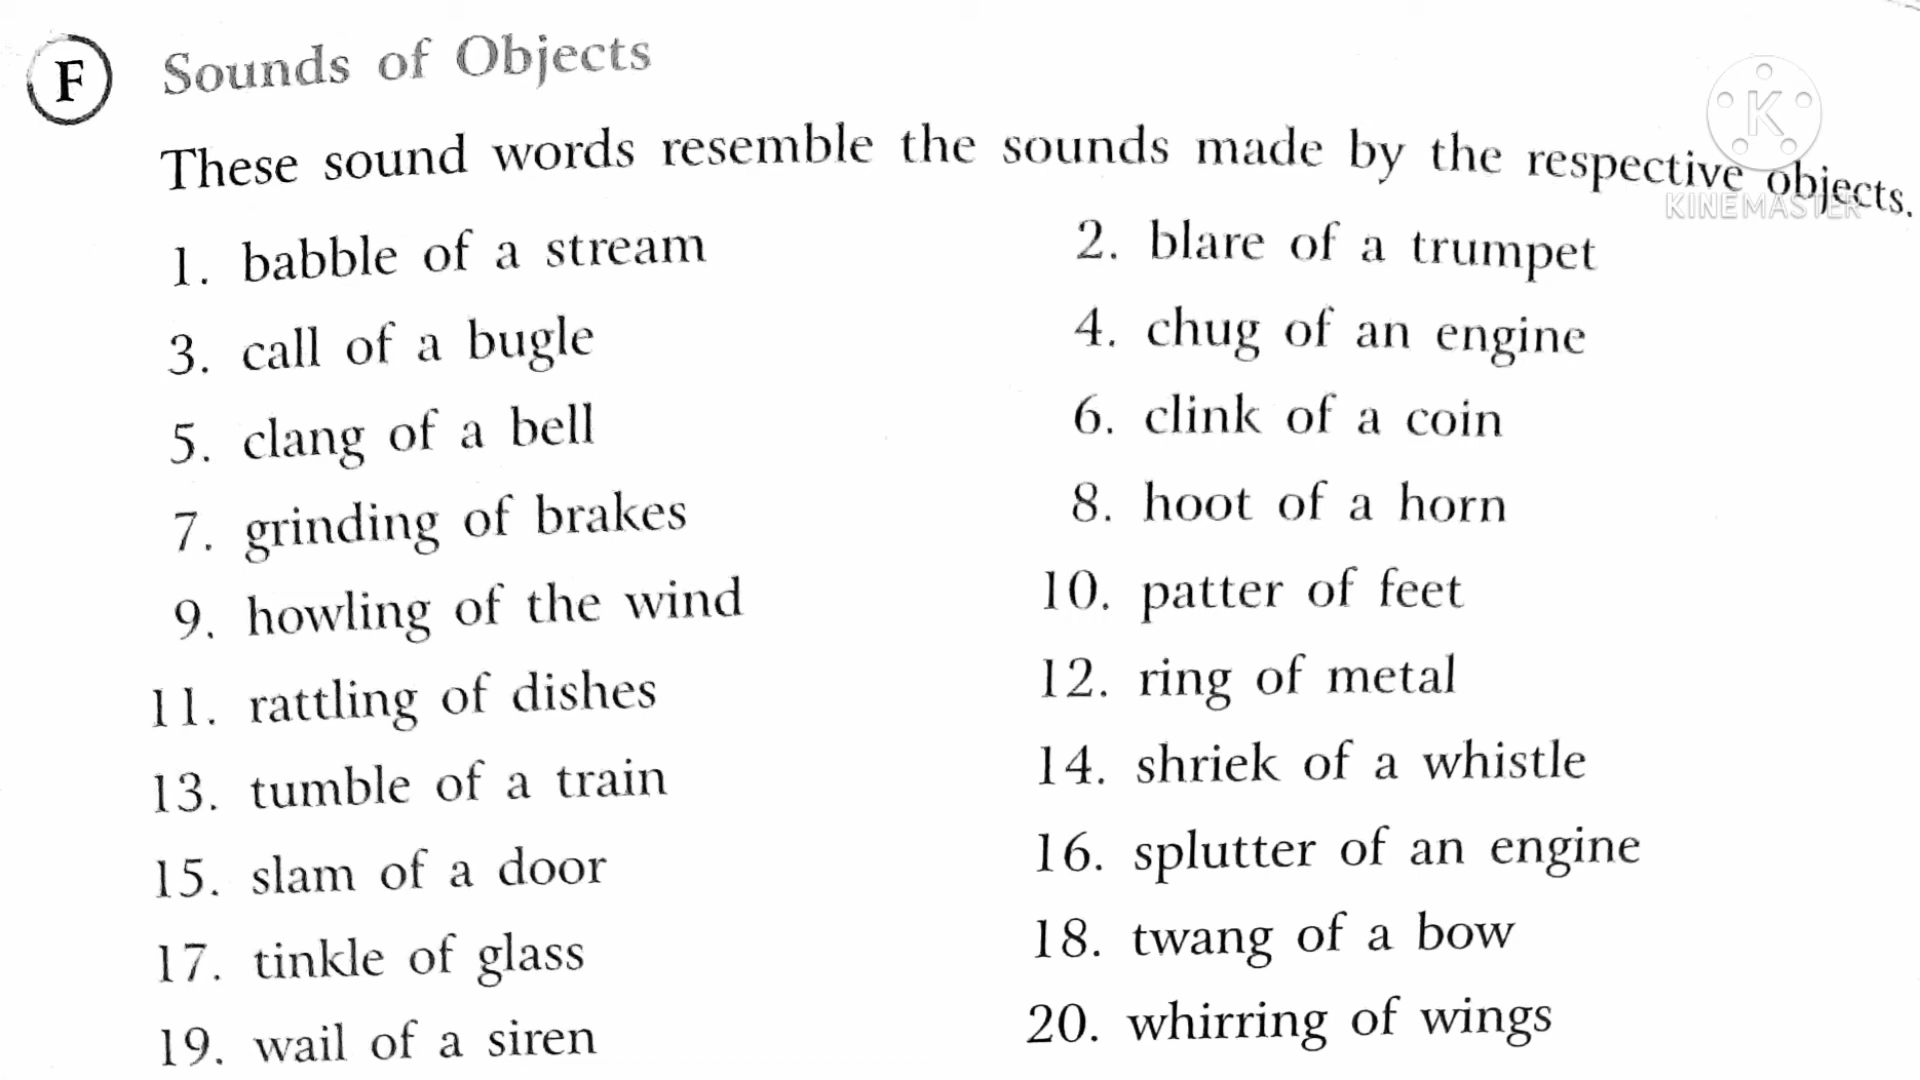 F Sounds of Objects
These sound words resemble the sounds made by the respective objects.
KINEMASTER
1. babble of a stream
2. blare of a trumpet
3. call of a bugle
4. chug of an engine
5. clang of a bell
6. clink of a coin
7. grinding of brakes
8. hoot of a horn
9. howling of the wind
10. patter of feet
11. rattling of dishes
12. ring of metal
13. tumble of a train
14. shriek of a whistle
15. slam of a door
16. splutter of an engine
17. tinkle of glass
18. twang of a bow
19. wail of a siren
20. whirring of wings